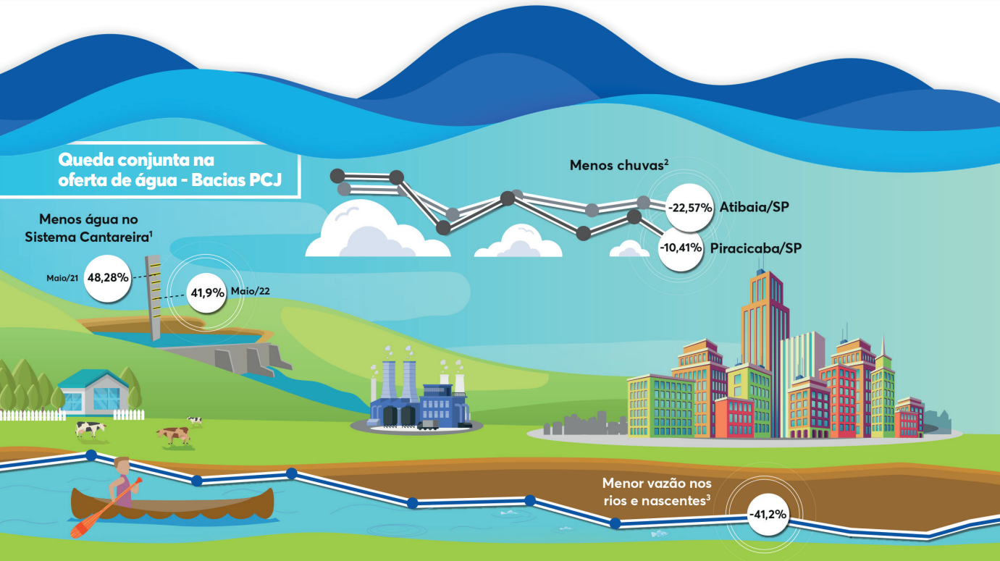 Queda conjunta na
oferta de água - Bacias PCJ
Menos água no
Sistema Cantareira¹
Maio/21 48,28%
41,9% Maio/22
Menos chuvas²
-22,57% Atibaia/SP
-10,41% Piracicaba/SP
Menor vazão nos
rios e nascentes³
-41,2%